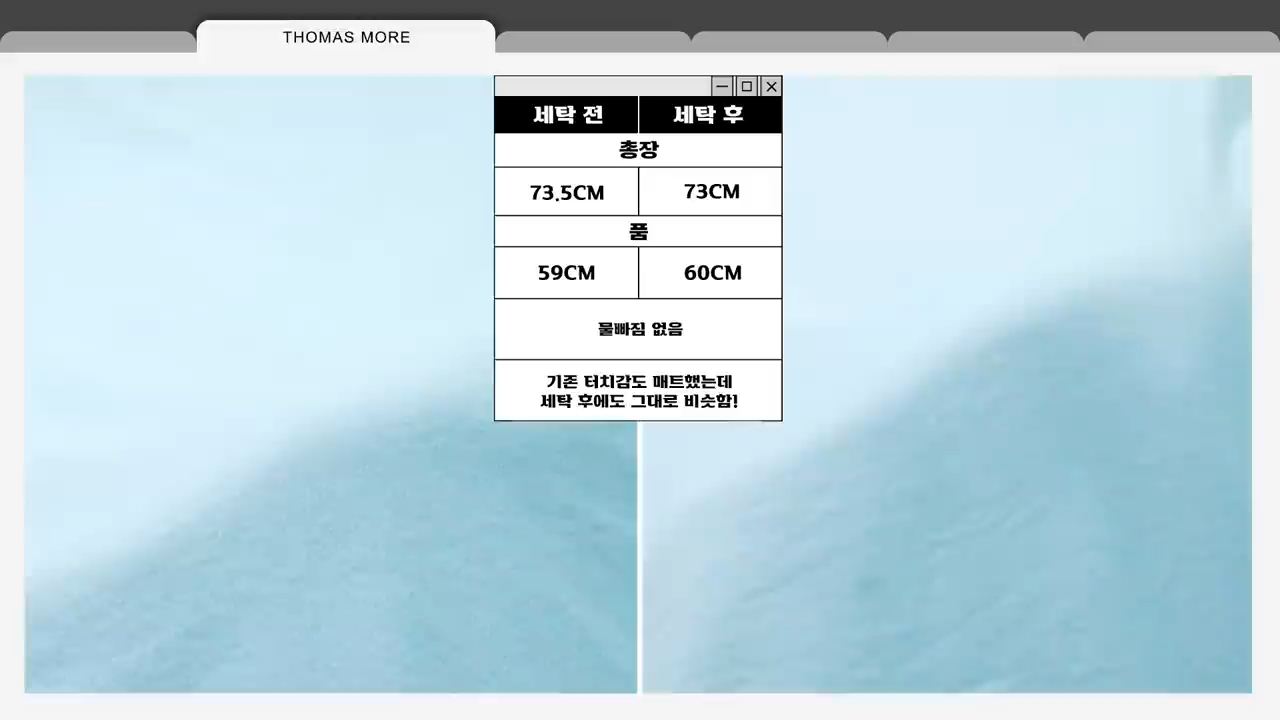 THOMAS MORE
세탁 전 세탁 후
총장
73.5CM 73CM
품
59CM 60CM
물빠짐 없음
기존 터치감도 매트했는데
세탁 후에도 그대로 비슷함!